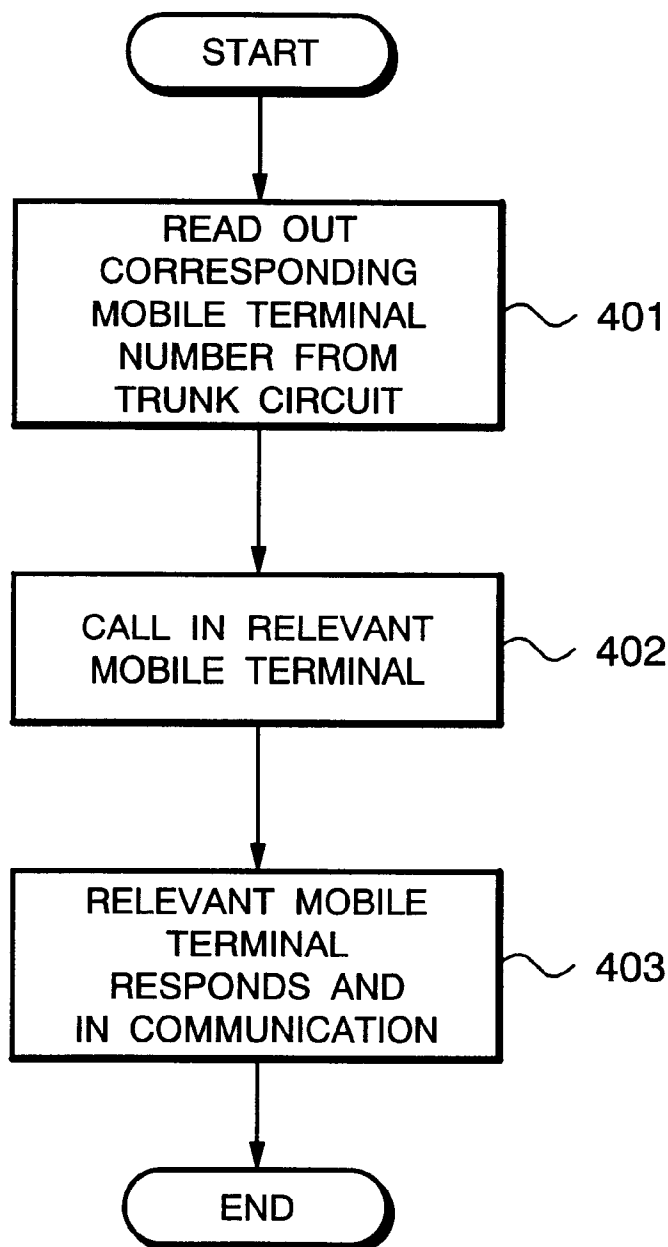 START
READ OUT
CORRESPONDING
MOBILE TERMINAL
NUMBER FROM
TRUNK CIRCUIT
401
CALL IN RELEVANT
MOBILE TERMINAL
402
RELEVANT MOBILE
TERMINAL
RESPONDS AND
IN COMMUNICATION
403
END